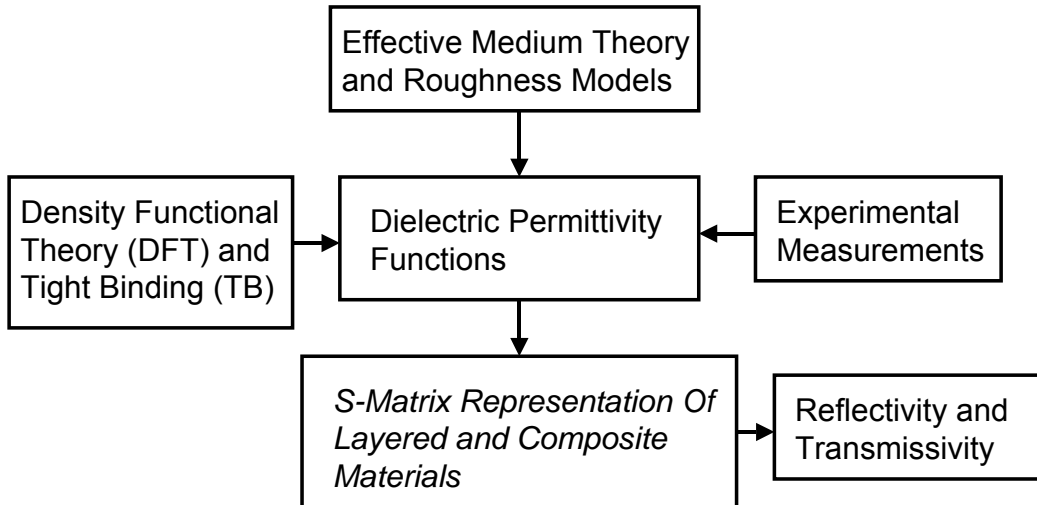 Effective Medium Theory
and Roughness Models
Density Functional
Theory (DFT) and
Tight Binding (TB)
Dielectric Permittivity
Functions
Experimental
Measurements
S-Matrix Representation Of
Layered and Composite
Materials
Reflectivity and
Transmissivity